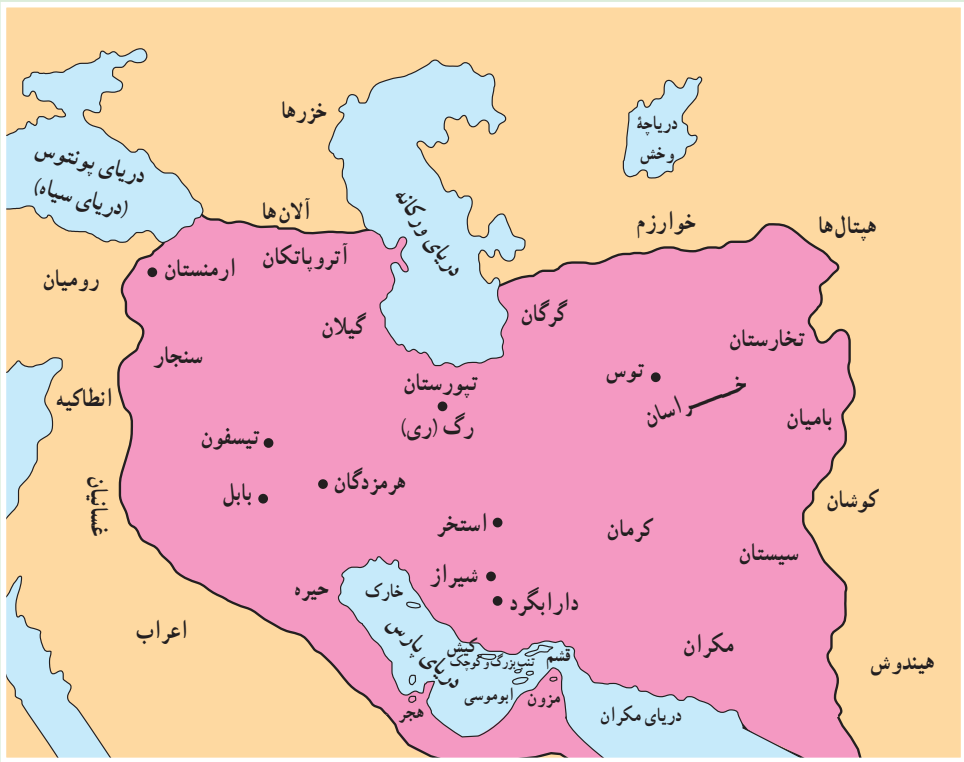 خزرها
دریاچهٔ
وخش
دریای پونتوس
(دریای سیاه)
آلان‌ها
دریای ورکانه
خوارزم
هپتال‌ها
رومیان
ارمنستان
آتروپاتکان
گیلان
گرگان
تخارستان
سنجار
تپورستان
توس
خراسان
انطاکیه
رگ (ری)
بامیان
تیسفون
هرمزدگان
بابل
غسانیان
کوشان
استخر
کرمان
سیستان
شیراز
حیره
خارک
دارابگرد
اعراب
دریای پارس
کیش
تنب بزرگ و کوچک
قشم
مکران
هیندوش
ابوموسی
مزون
هجر
دریای مکران